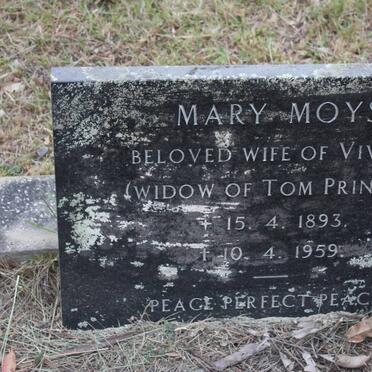 MARY MOYS
BELOVED WIFE OF VIV
(WIDOW OF TOM PRIN
15. 4. 1893.
† 10. 4. 1959.
PEACE PERFECT PEAC